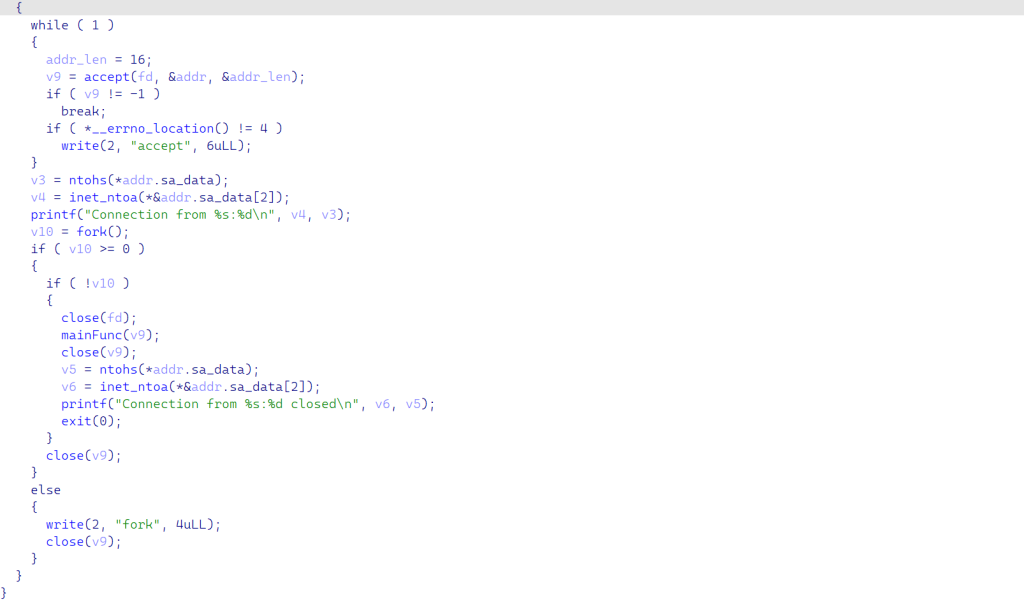 {
while ( 1 )
{
addr_len = 16;
v9 = accept(fd, &addr, &addr_len);
if ( v9 != -1 )
break;
if ( *__errno_location() != 4 )
write(2, "accept", 6uLL);
}
v3 = ntohs(*addr.sa_data);
v4 = inet_ntoa(*&addr.sa_data[2]);
printf("Connection from %s:%d\n", v4, v3);
v10 = fork();
if ( v10 >= 0 )
{
if ( !v10 )
{
close(fd);
mainFunc(v9);
close(v9);
v5 = ntohs(*addr.sa_data);
v6 = inet_ntoa(*&addr.sa_data[2]);
printf("Connection from %s:%d closed\n", v6, v5);
exit(0);
}
close(v9);
}
else
{
write(2, "fork", 4uLL);
close(v9);
}
}
}